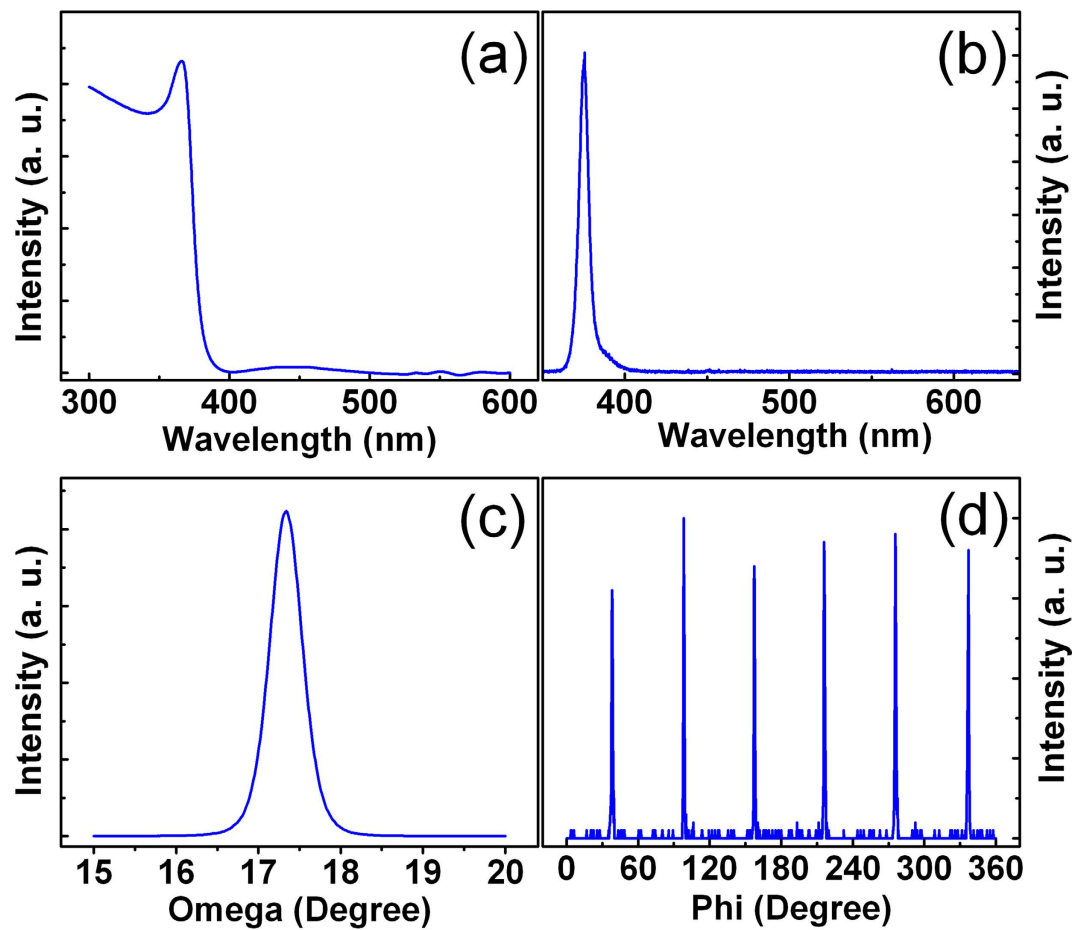 (a)
Intensity (a. u.)
300 400 500 600
Wavelength (nm)
(b)
Intensity (a. u.)
400 500 600
Wavelength (nm)
(c)
Intensity (a. u.)
15 16 17 18 19 20
Omega (Degree)
(d)
Intensity (a. u.)
0 60 120 180 240 300 360
Phi (Degree)